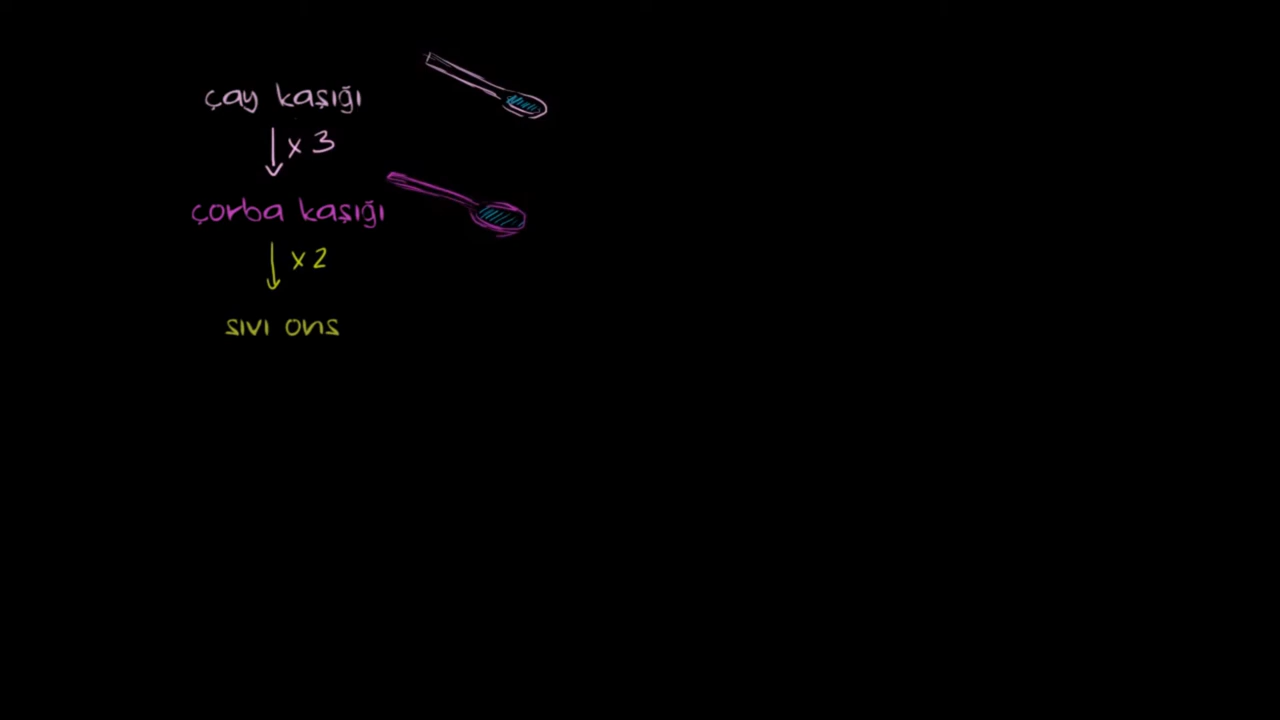 çay kaşığı
x 3
çorba kaşığı
x 2
sıvı ons